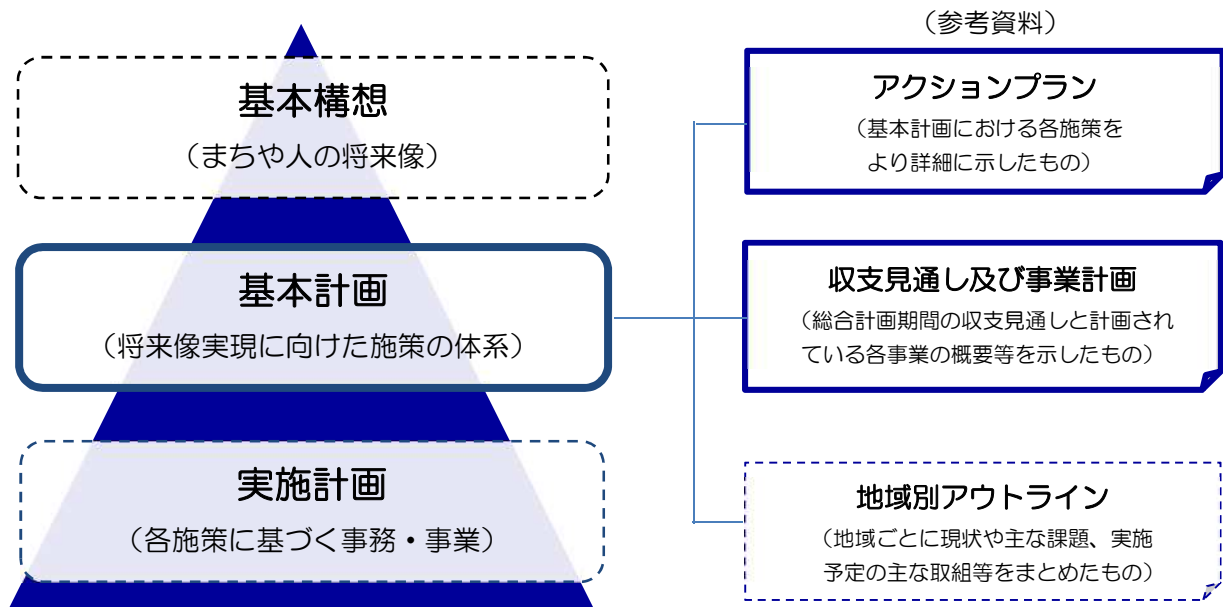 基本構想
（まちや人の将来像）
基本計画
（将来像実現に向けた施策の体系）
実施計画
（各施策に基づく事務・事業）
（参考資料）
アクションプラン
（基本計画における各施策を
より詳細に示したもの）
収支見通し及び事業計画
（総合計画期間の収支見通しと計画され
ている各事業の概要等を示したもの）
地域別アウトライン
（地域ごとに現状や主な課題、実施
予定の主な取組等をまとめたもの）